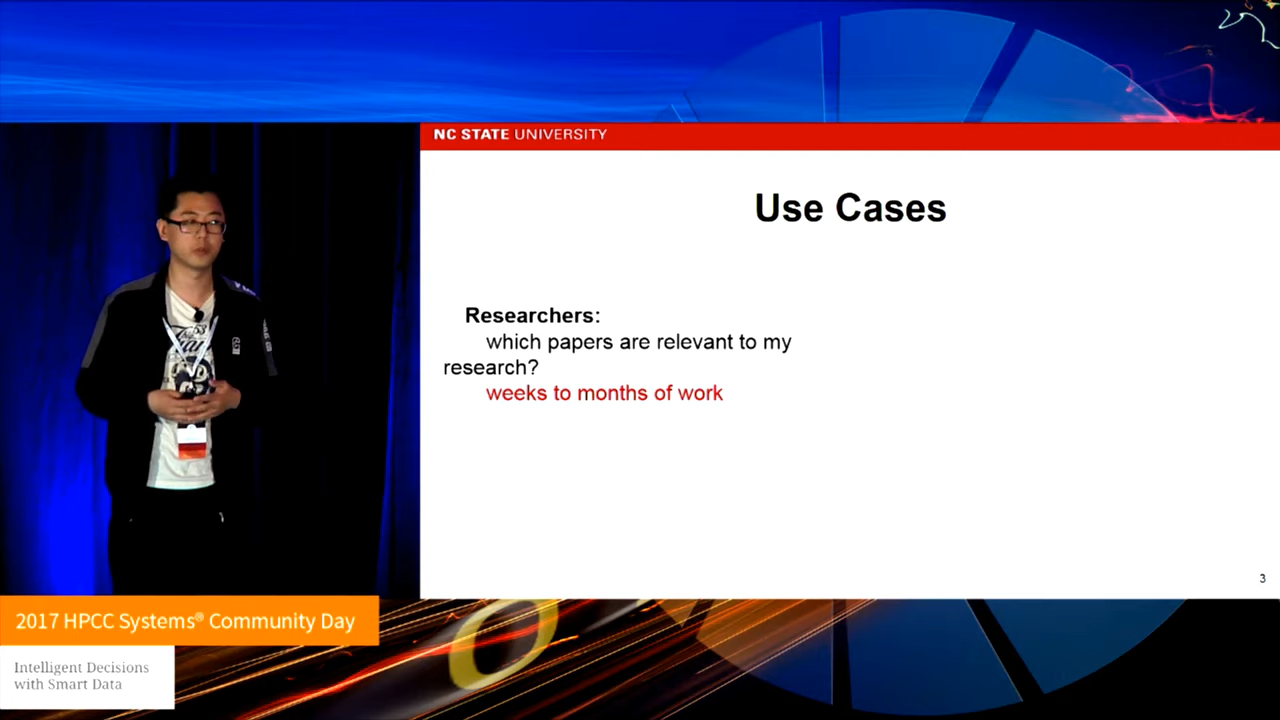 NC STATE UNIVERSITY
Use Cases
Researchers:
which papers are relevant to my
research?
weeks to months of work
3
2017 HPCC Systems® Community Day
Intelligent Decisions
with Smart Data